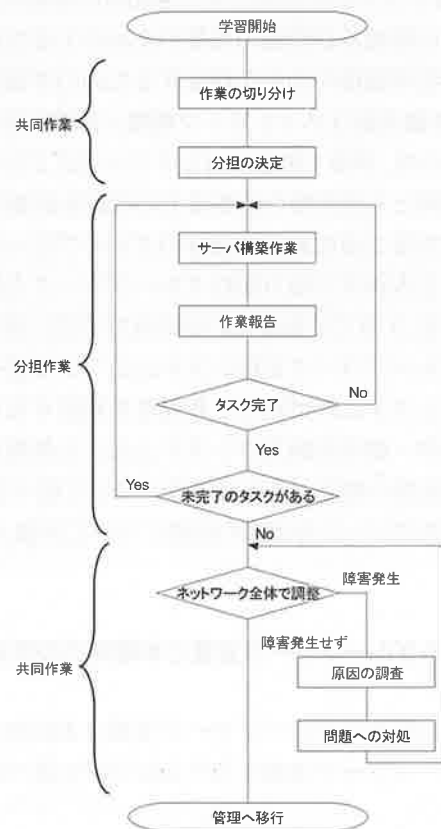 学習開始
作業の切り分け
共同作業
分担の決定
サーバ構築作業
作業報告
分担作業
タスク完了
No
Yes
Yes
未完了のタスクがある
No
障害発生
ネットワーク全体で調整
障害発生せず
共同作業
原因の調査
問題への対処
管理へ移行